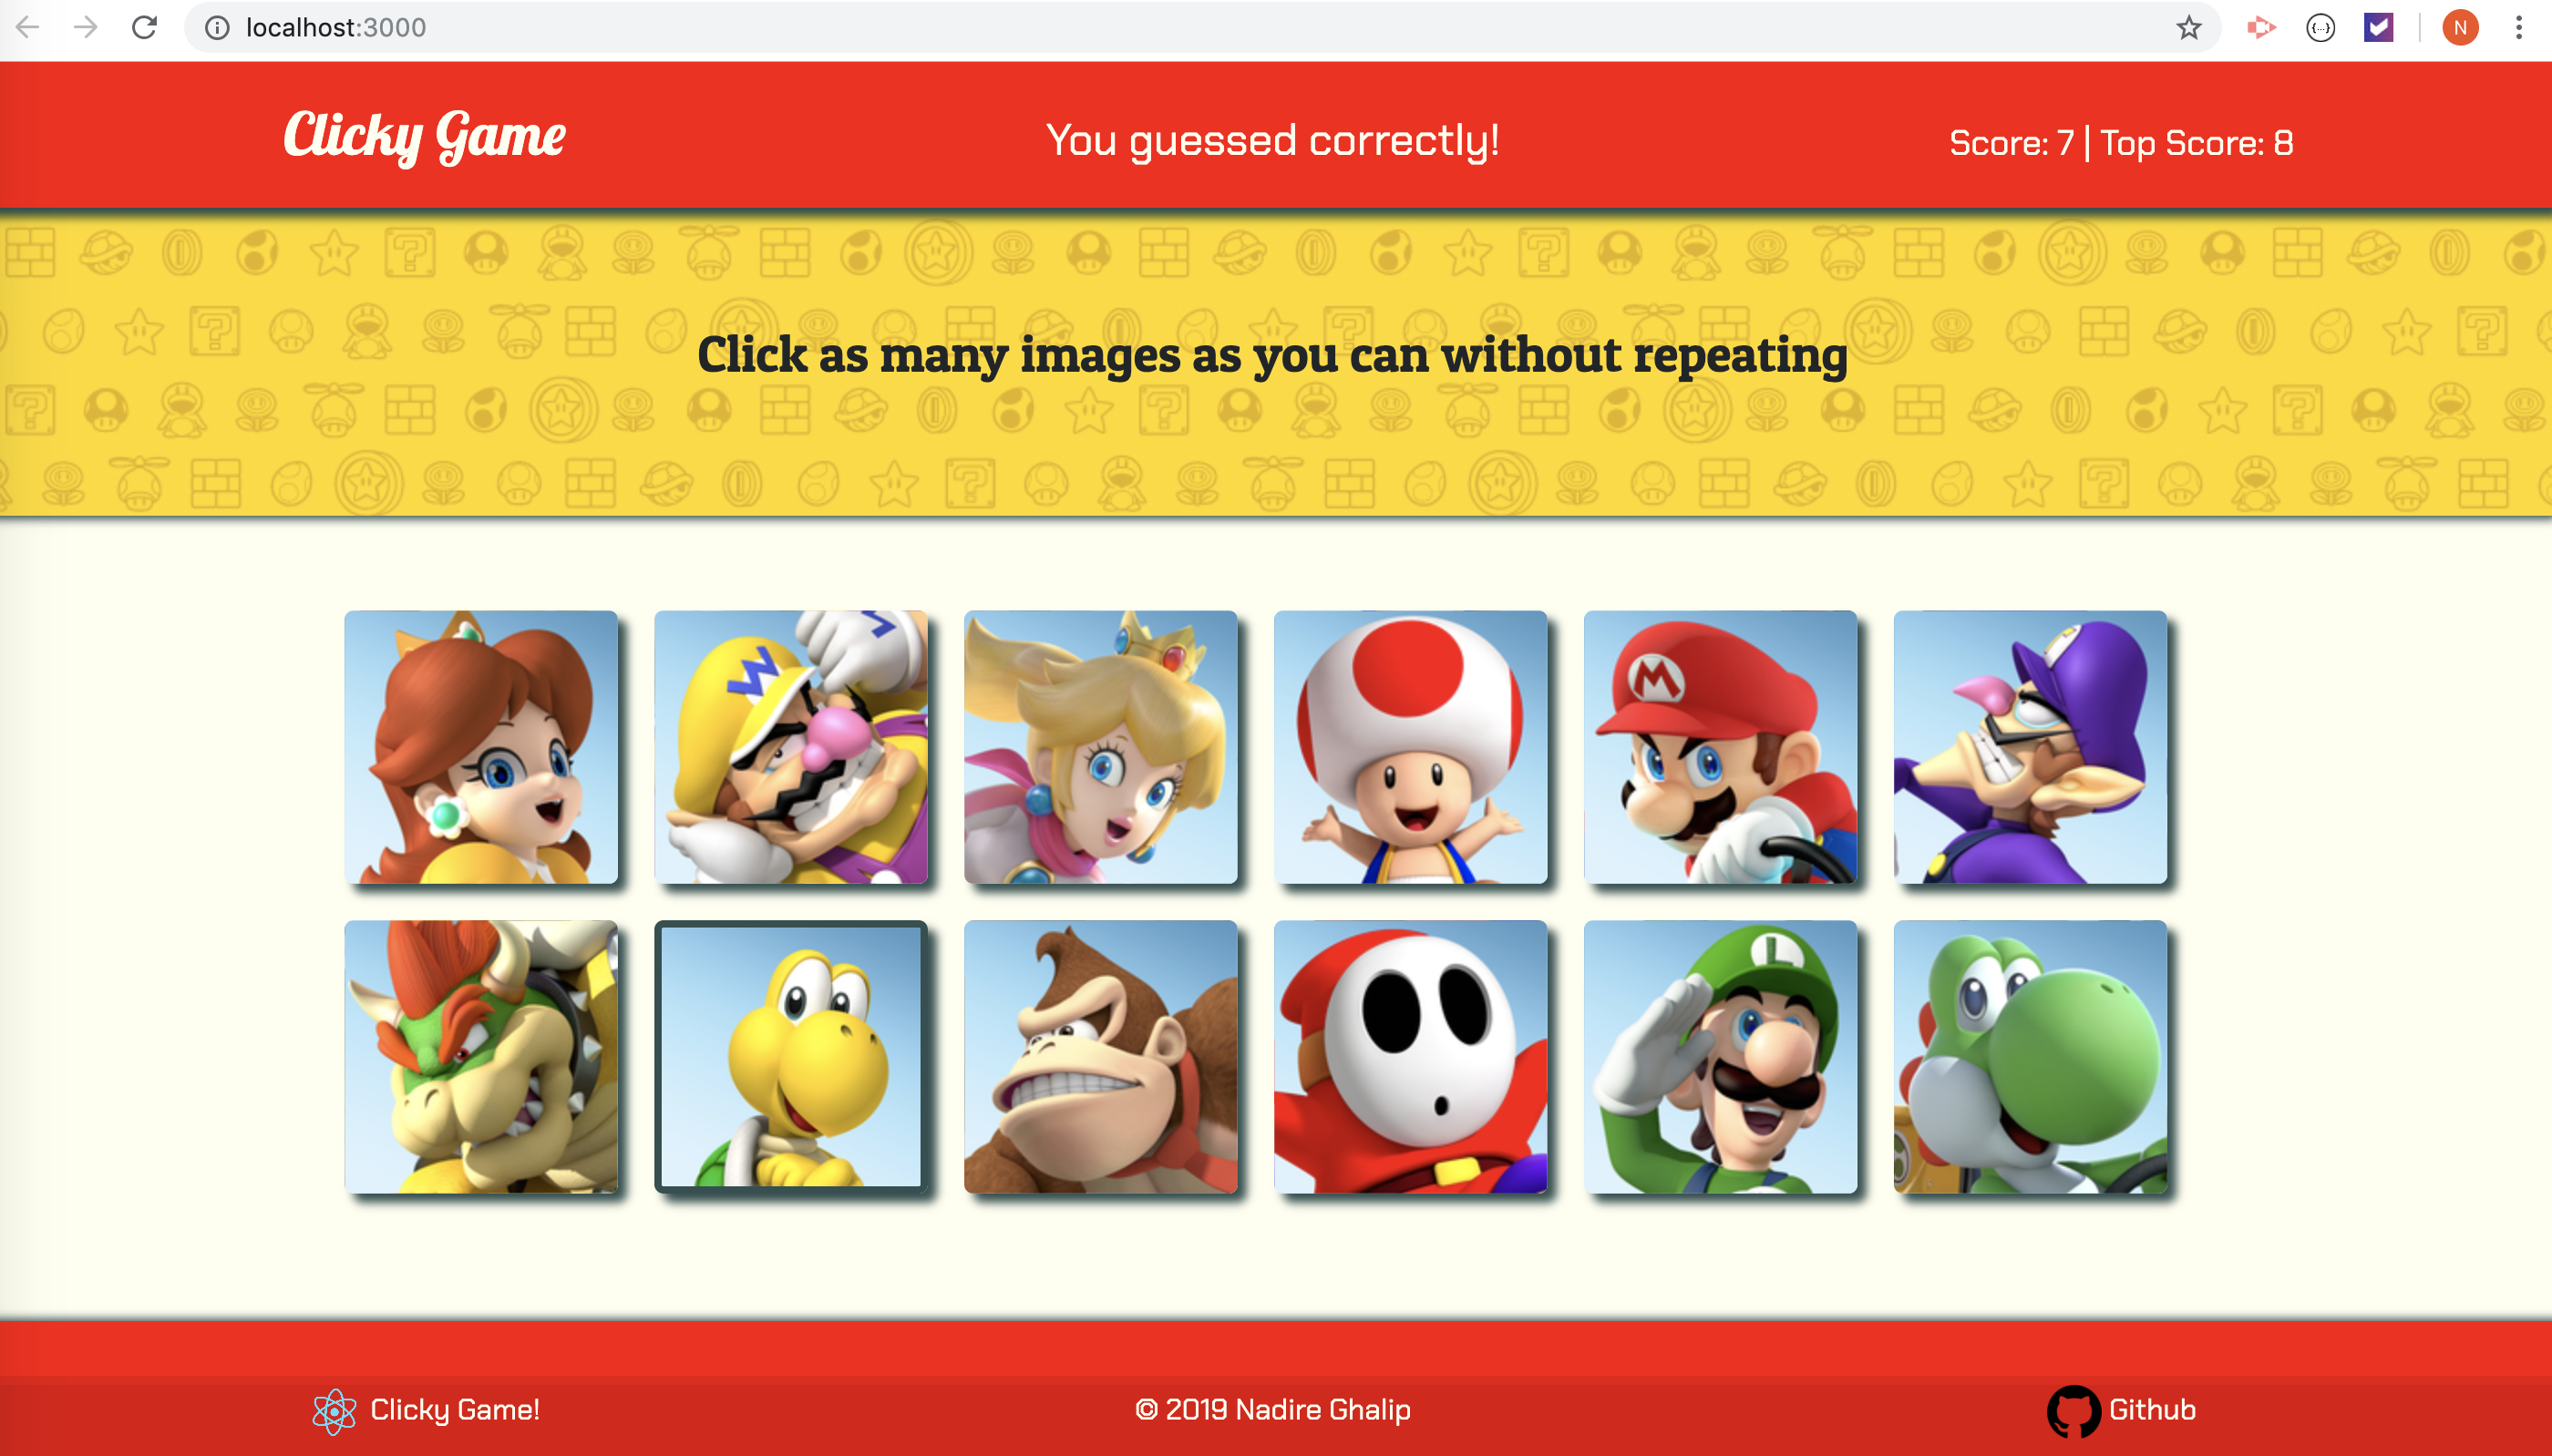 localhost:3000
N
Clicky Game
You guessed correctly!
Score: 7 | Top Score: 8
Click as many images as you can without repeating
W
M
L
Clicky Game!
© 2019 Nadire Ghalip
Github